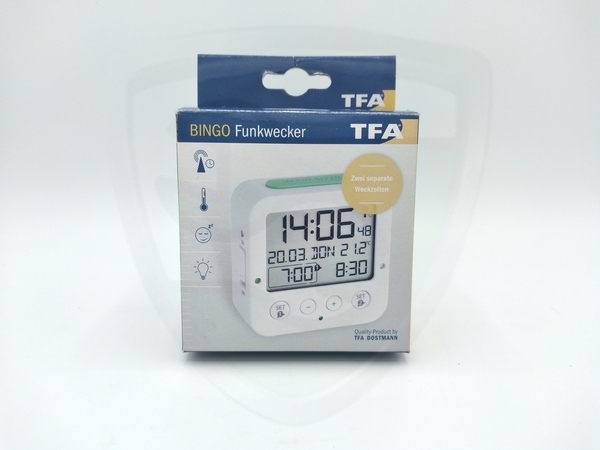 TFA
BINGO Funkwecker
TFA
Zwei separate
Weckzeiten
14:06
48
20.03. DON 21.2°C
7:00 8:30
SET
−
+
SET
Quality-Product by
TFA DOSTMANN